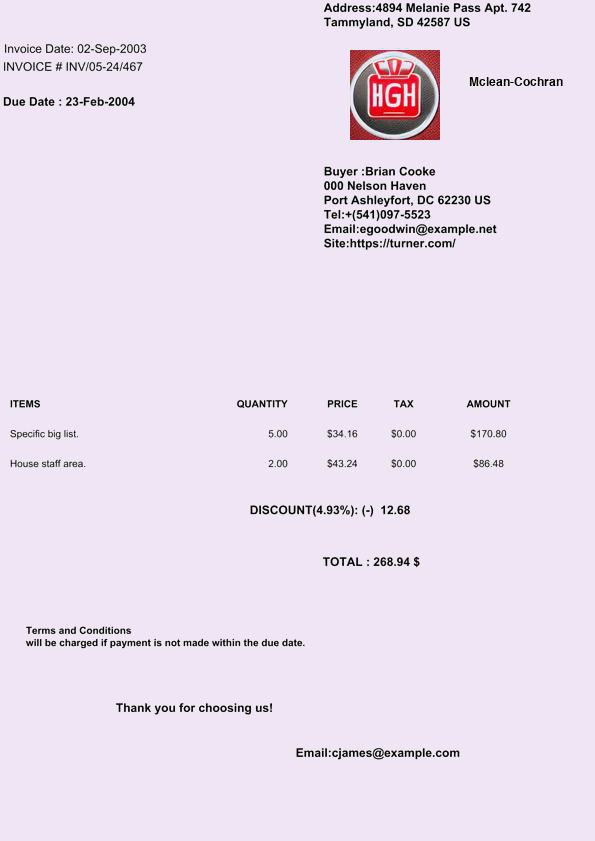 Address:4894 Melanie Pass Apt. 742
Tammyland, SD 42587 US
Invoice Date: 02-Sep-2003
INVOICE # INV/05-24/467
Due Date : 23-Feb-2004
HGH
Mclean-Cochran
Buyer :Brian Cooke
000 Nelson Haven
Port Ashleyfort, DC 62230 US
Tel:+(541)097-5523
Email:egoodwin@example.net
Site:https://turner.com/
ITEMS QUANTITY PRICE TAX AMOUNT
Specific big list. 5.00 $34.16 $0.00 $170.80
House staff area. 2.00 $43.24 $0.00 $86.48
DISCOUNT(4.93%): (-) 12.68
TOTAL : 268.94 $
Terms and Conditions
will be charged if payment is not made within the due date.
Thank you for choosing us!
Email:cjames@example.com